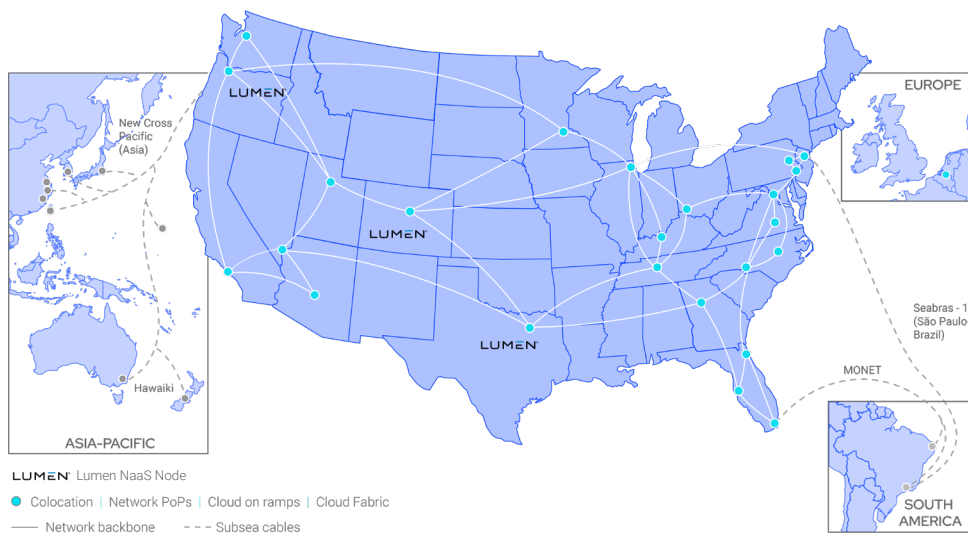 LUMEN®
New Cross
Pacific
(Asia)
EUROPE
LUMEN®
LUMEN®
Seabras - 1
(São Paulo
Brazil)
Hawaiki
MONET
ASIA-PACIFIC
SOUTH
AMERICA
LUMEN® Lumen NaaS Node
Colocation | Network PoPs | Cloud on ramps | Cloud Fabric
Network backbone Subsea cables